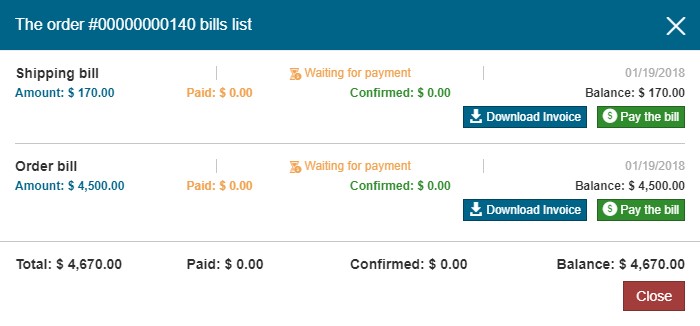 The order #00000000140 bills list
Shipping bill Waiting for payment 01/19/2018
Amount: $ 170.00 Paid: $ 0.00 Confirmed: $ 0.00 Balance: $ 170.00
Download Invoice Pay the bill
Order bill Waiting for payment 01/19/2018
Amount: $ 4,500.00 Paid: $ 0.00 Confirmed: $ 0.00 Balance: $ 4,500.00
Download Invoice Pay the bill
Total: $ 4,670.00 Paid: $ 0.00 Confirmed: $ 0.00 Balance: $ 4,670.00
Close